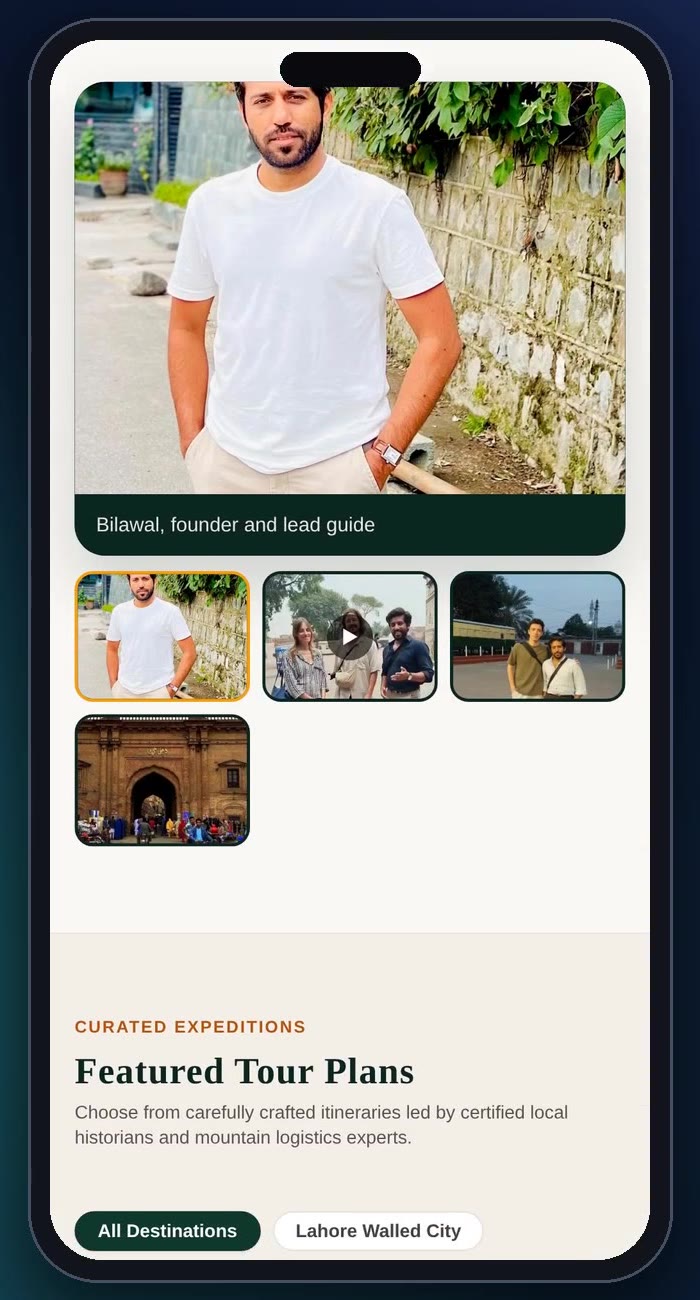 Bilawal, founder and lead guide
CURATED EXPEDITIONS
Featured Tour Plans
Choose from carefully crafted itineraries led by certified local
historians and mountain logistics experts.
All Destinations
Lahore Walled City